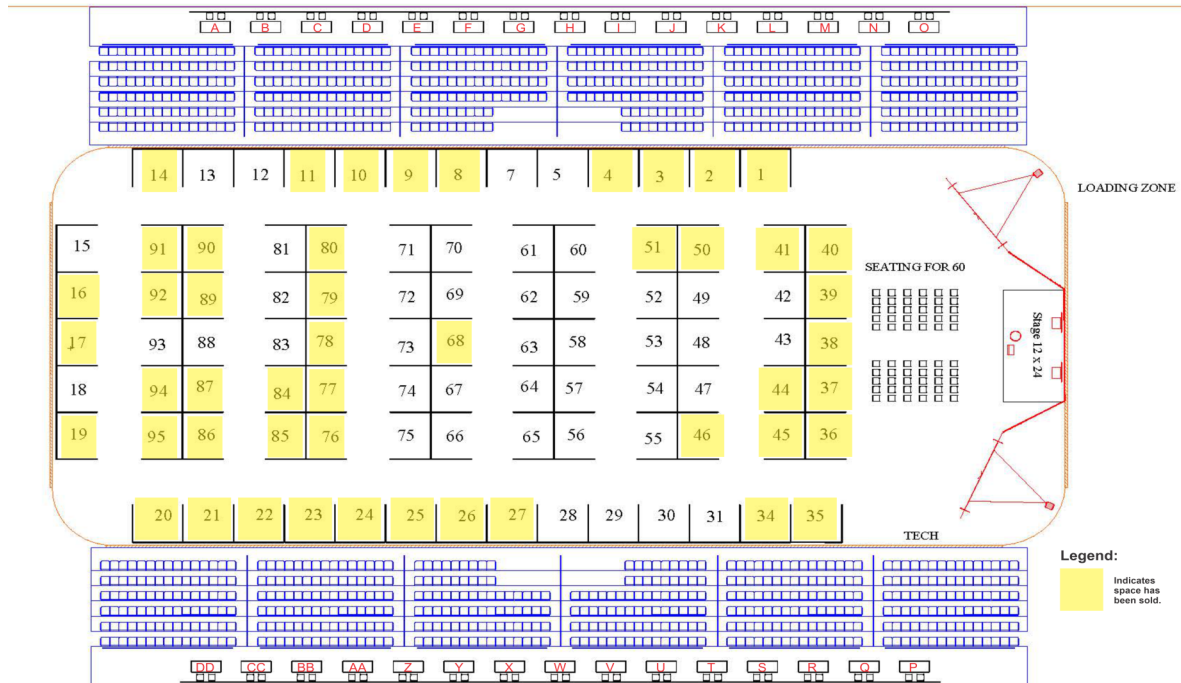 A B C D E F G H I J K L M N O
14 13 12 11 10 9 8 7 5 4 3 2 1
LOADING ZONE
15 91 90 81 80 71 70 61 60 51 50 41 40
SEATING FOR 60
16 92 89 82 79 72 69 62 59 52 49 42 39
17 93 88 83 78 73 68 63 58 53 48 43 38
Stage 12 x 24
18 94 87 84 77 74 67 64 57 54 47 44 37
19 95 86 85 76 75 66 65 56 55 46 45 36
20 21 22 23 24 25 26 27 28 29 30 31 34 35
TECH
Legend:
Indicates
space has
been sold.
DD CC BB AA Z Y X W V U T S R Q P